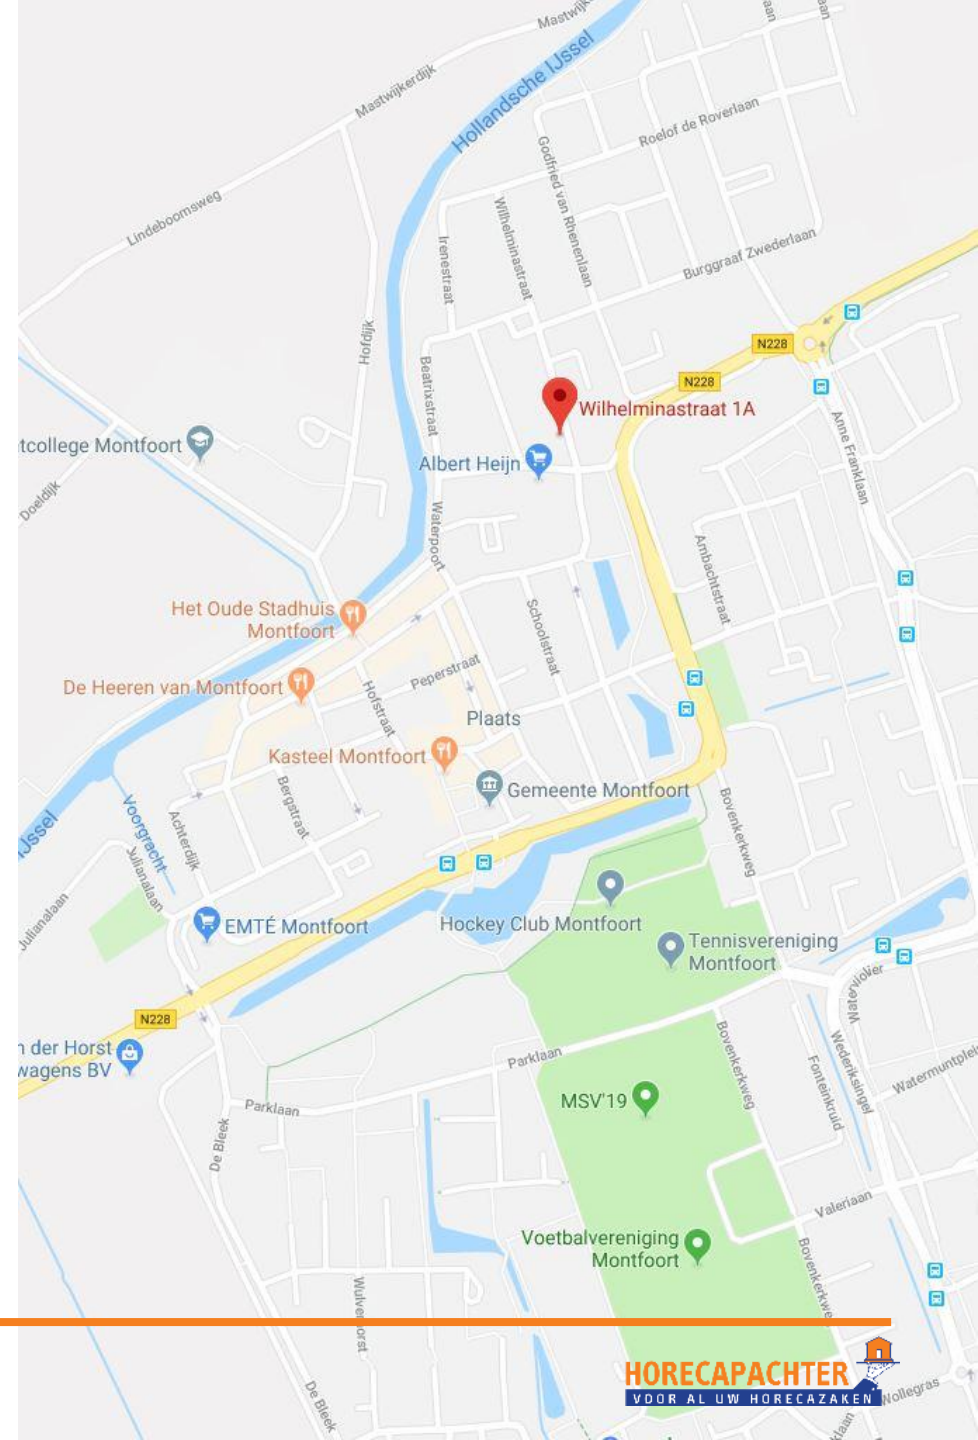 Mastwijk
Hollandsche IJssel
Mastwijkerdijk
Roelof de Roverlaan
Godfried van Rhenenlaan
Lindeboomsweg
Wilhelminastraat
Irenestraat
Burggraaf Zwederlaan
Hofdijk
N228
Beatrixstraat
N228
Wilhelminastraat 1A
Anne Franklaan
tcollege Montfoort
Albert Heijn
Doeldijk
Waterpoort
Ambachtstraat
Het Oude Stadhuis
Montfoort
Schoolstraat
Peperstraat
De Heeren van Montfoort
Hofstraat
Plaats
Kasteel Montfoort
Gemeente Montfoort
Bergstraat
Voorgracht
Achterdijk
IJssel
Bovenkerkweg
Julianalaan
Julianalaan
EMTÉ Montfoort
Hockey Club Montfoort
Tennisvereniging
Montfoort
Waterviolier
N228
Bovenkerkweg
Wederiksingel
der Horst
wagens BV
Parklaan
Fonteinkruid
Watermuntplein
MSV'19
Parklaan
De Bleek
Valeriaan
Voetbalvereniging
Montfoort
Bovenkerkwe
Wulverhorst
HORECAPACHTER
VOOR AL UW HORECAZAKEN
Wollegras
De Bleek
klaan